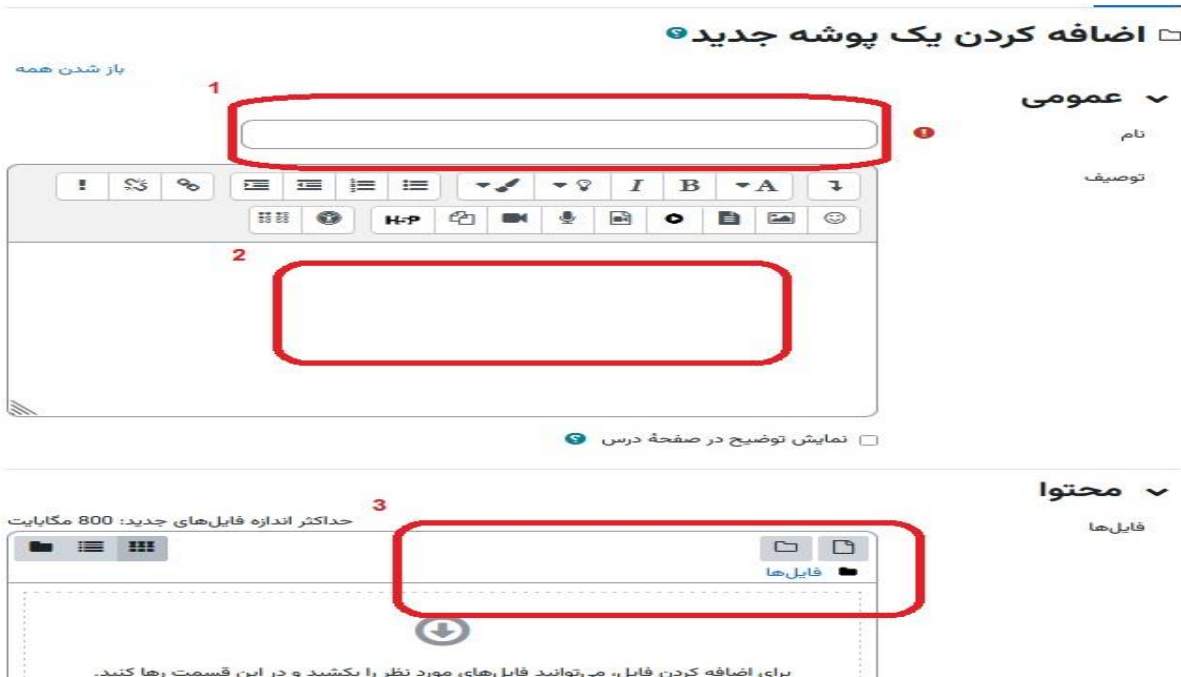 اضافه کردن یک پوشه جدید
باز شدن همه
1
عمومی
نام
توصیف
A B I
H-P
2
نمایش توضیح در صفحهٔ درس
محتوا
3
فایل‌ها
حداکثر اندازه فایل‌های جدید: 800 مگابایت
فایل‌ها
برای اضافه کردن فایل، می‌توانید فایل‌های مورد نظر را بکشید و در این قسمت رها کنید.